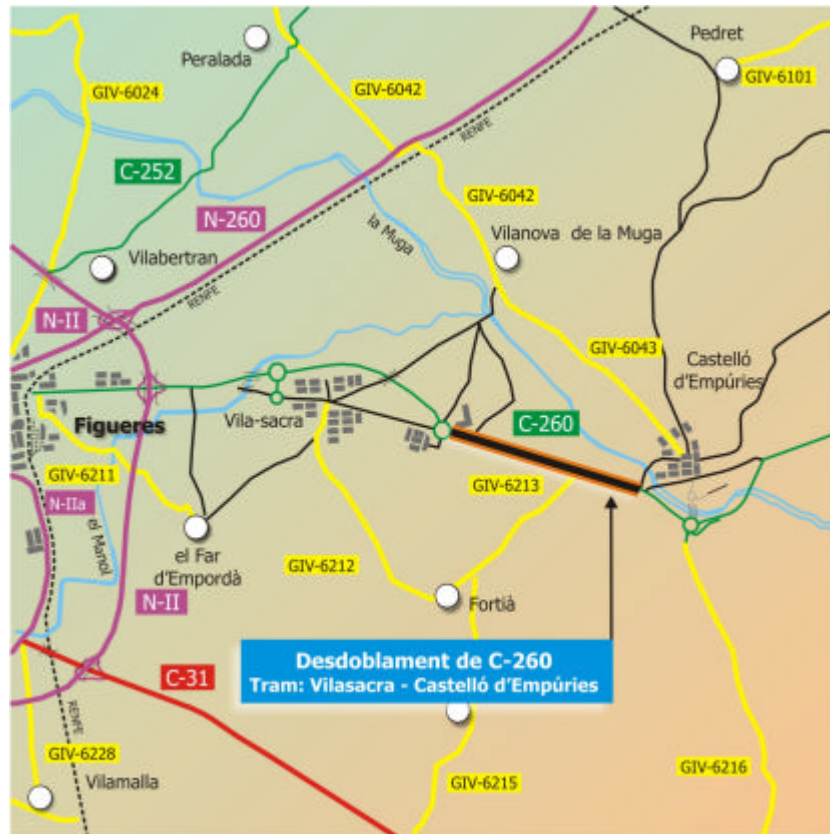 Peralada
Pedret
GIV-6101
GIV-6024
GIV-6042
RENFE
C-252
N-260
GIV-6042
la Muga
Vilanova de la Muga
Vilabertran
RENFE
N-II
GIV-6043
Castelló
d'Empúries
Figueres
Vila-sacra
C-260
GIV-6211
GIV-6213
N-IIa
el Manol
el Far
d'Empordà
GIV-6212
N-II
Fortià
Desdoblament de C-260
Tram: Vilasacra - Castelló d'Empúries
C-31
RENFE
GIV-6228
Vilamalla
GIV-6215
GIV-6216